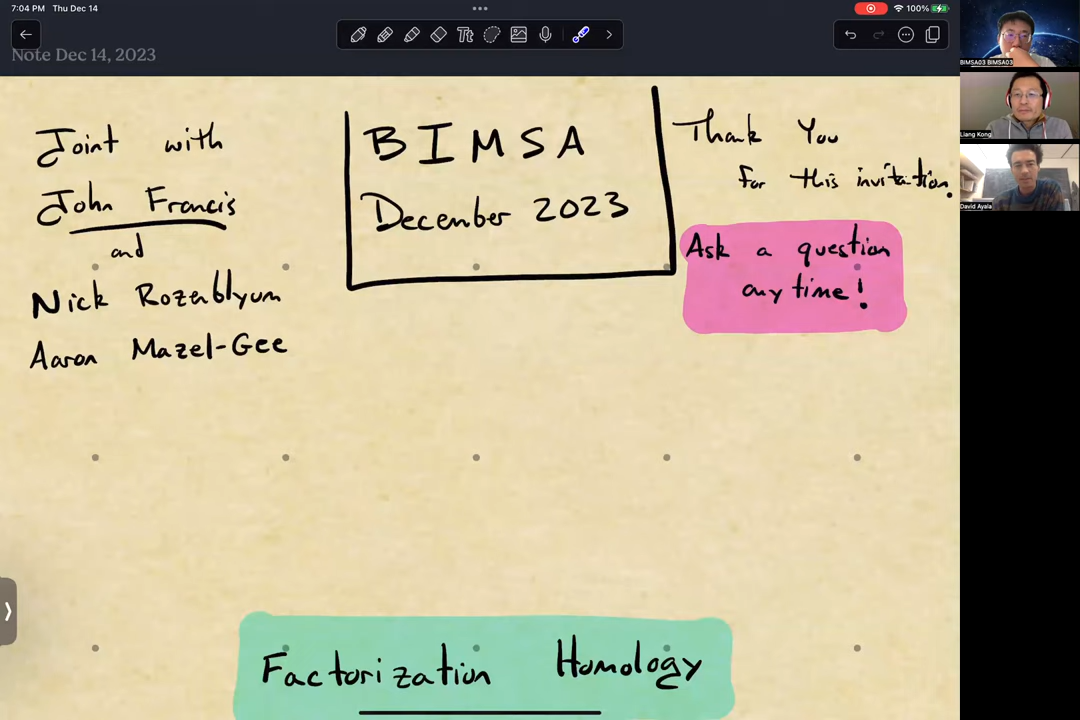 7:04 PM Thu Dec 14
100%
Note Dec 14, 2023
Joint with
John Francis
and
Nick Rozenblyum
Aaron Mazel-Gee
BIMSA
December 2023
Thank You
for this invitation.
Ask a question
any time!
Factorization Homology
BIMSA03 BIMSA03
Liang Kong
David Ayala